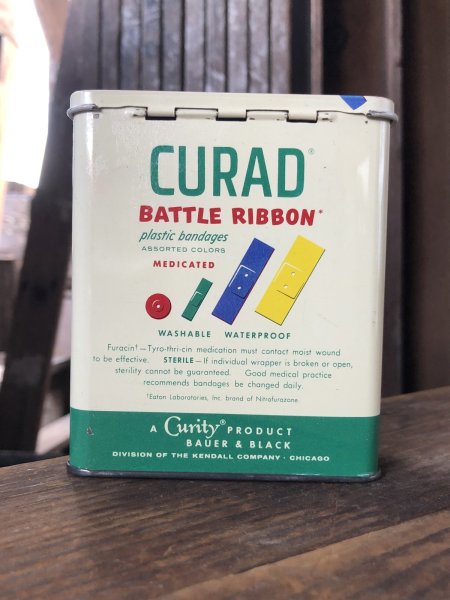 CURAD®
BATTLE RIBBON*
plastic bandages
ASSORTED COLORS
MEDICATED
WASHABLE WATERPROOF
Furacin† — Tyro-thri-cin medication must contact moist wound
to be effective. STERILE — If individual wrapper is broken or open,
sterility cannot be guaranteed. Good medical practice
recommends bandages be changed daily.
†Eaton Laboratories, Inc. brand of Nitrofurazone
A Curity® PRODUCT
BAUER & BLACK
DIVISION OF THE KENDALL COMPANY · CHICAGO